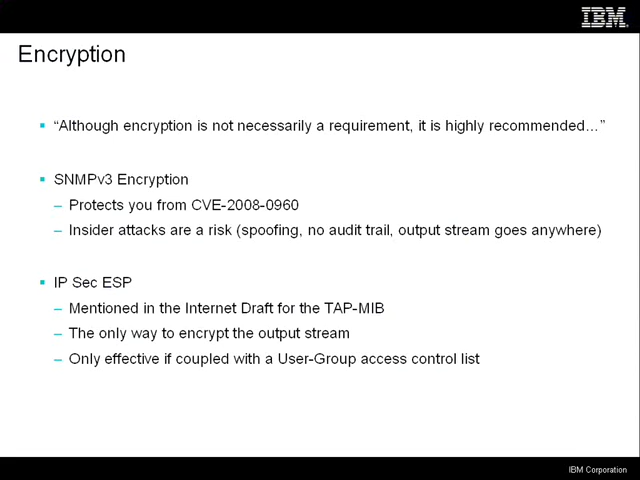 IBM
Encryption
“Although encryption is not necessarily a requirement, it is highly recommended…”
SNMPv3 Encryption
– Protects you from CVE-2008-0960
– Insider attacks are a risk (spoofing, no audit trail, output stream goes anywhere)
IP Sec ESP
– Mentioned in the Internet Draft for the TAP-MIB
– The only way to encrypt the output stream
– Only effective if coupled with a User-Group access control list
IBM Corporation